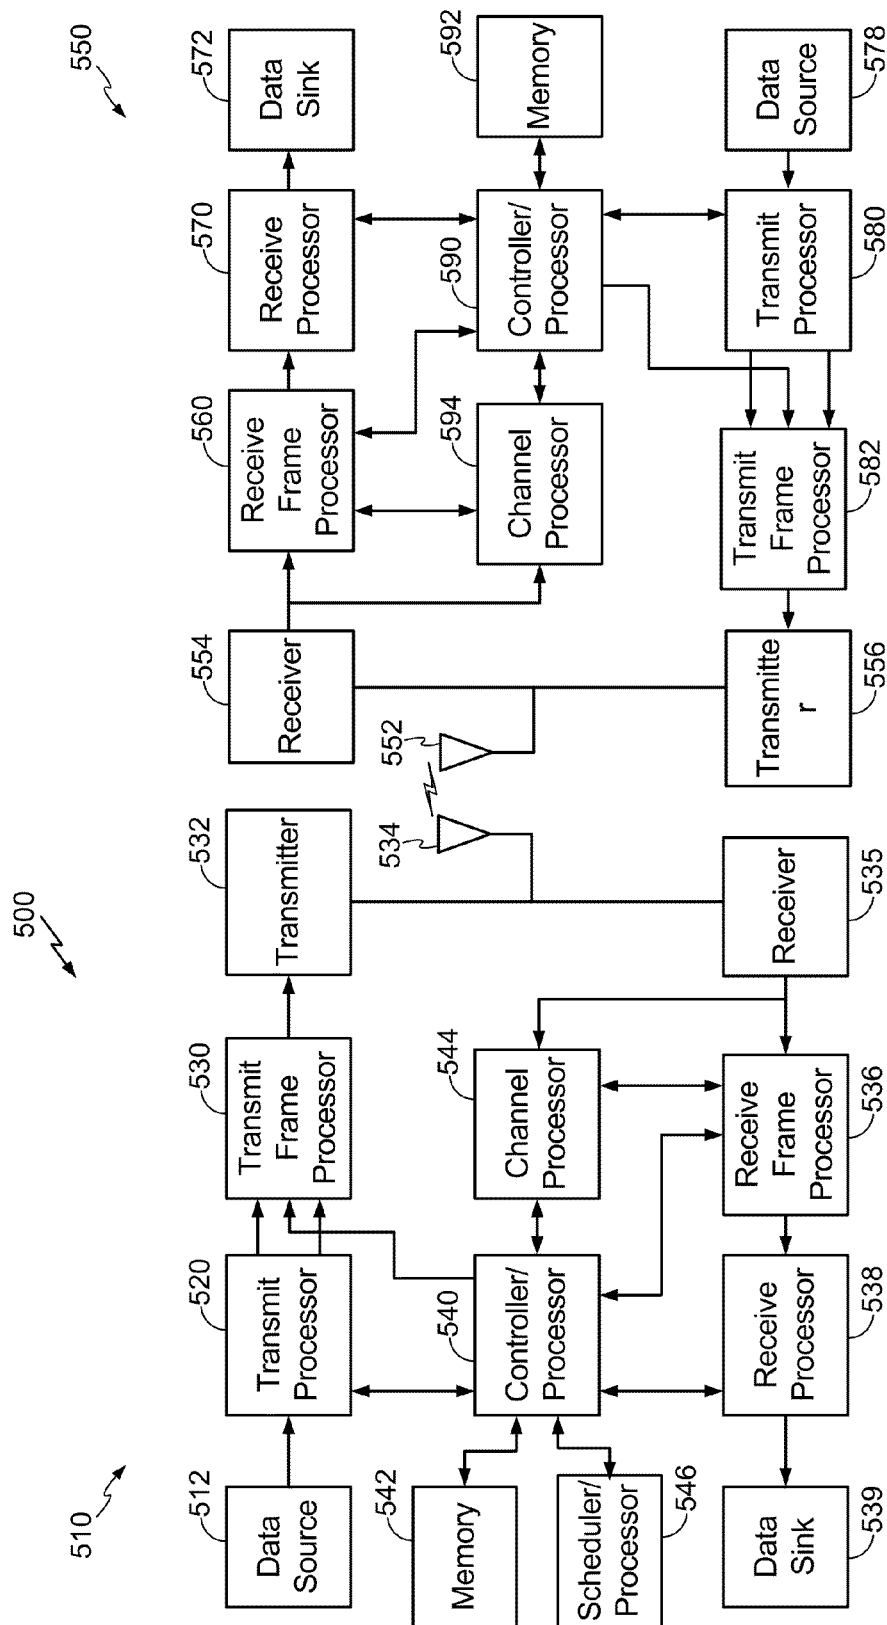 500
510
550
512
Data
Source
520
Transmit
Processor
530
Transmit
Frame
Processor
532
Transmitter
554
Receiver
560
Receive
Frame
Processor
570
Receive
Processor
572
Data
Sink
542
Memory
540
Controller/
Processor
544
Channel
Processor
534
552
594
Channel
Processor
590
Controller/
Processor
592
Memory
Scheduler/
Processor
546
Data
Sink
539
Receive
Processor
538
Receive
Frame
Processor
536
Receiver
535
Transmitte
r
556
Transmit
Frame
Processor
582
Transmit
Processor
580
Data
Source
578